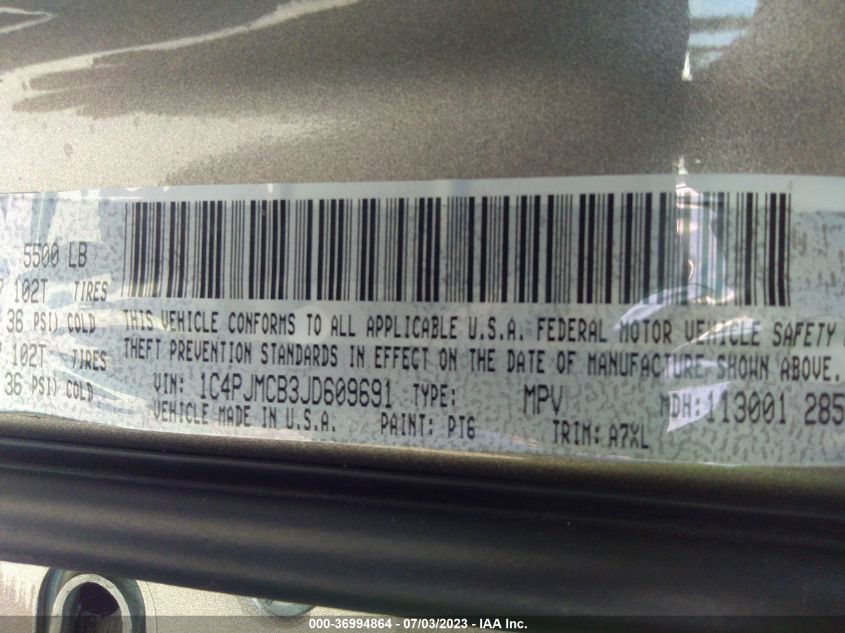 5500 LB
102T TIRES
36 PSI) COLD
102T TIRES
36 PSI) COLD
THIS VEHICLE CONFORMS TO ALL APPLICABLE U.S.A. FEDERAL MOTOR VEHICLE SAFETY
THEFT PREVENTION STANDARDS IN EFFECT ON THE DATE OF MANUFACTURE SHOWN ABOVE.
VIN: 1C4PJMCB3JD609691 TYPE: MPV MDH: 113001 285
VEHICLE MADE IN U.S.A. PAINT: PT6 TRIM: A7XL
000-36994864 - 07/03/2023 - IAA Inc.